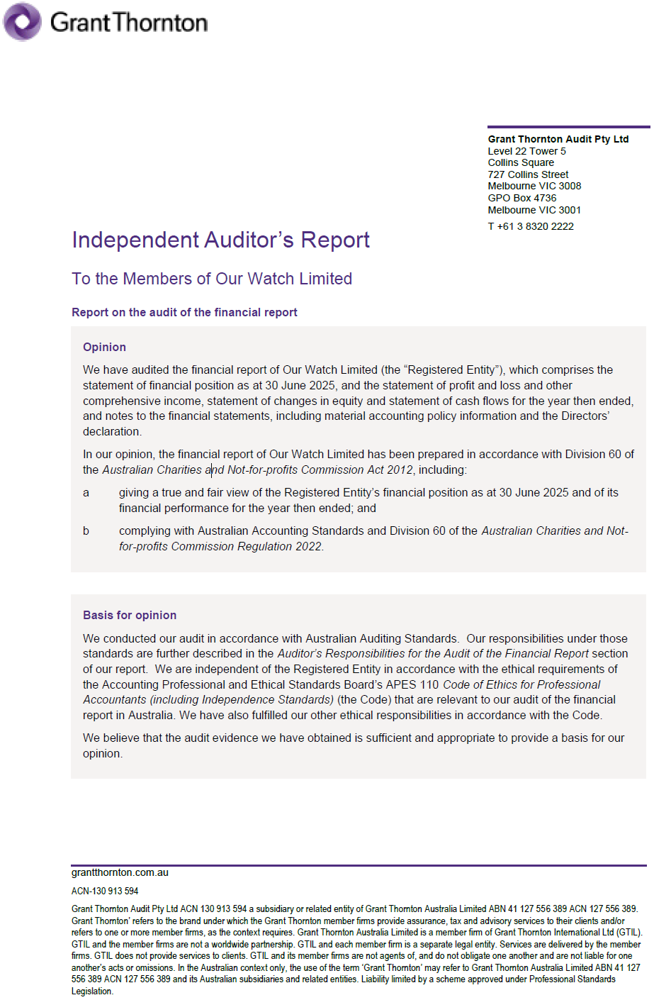 Grant Thornton
Grant Thornton Audit Pty Ltd
Level 22 Tower 5
Collins Square
727 Collins Street
Melbourne VIC 3008
GPO Box 4736
Melbourne VIC 3001
T +61 3 8320 2222
Independent Auditor’s Report
To the Members of Our Watch Limited
Report on the audit of the financial report
Opinion
We have audited the financial report of Our Watch Limited (the “Registered Entity”), which comprises the
statement of financial position as at 30 June 2025, and the statement of profit and loss and other
comprehensive income, statement of changes in equity and statement of cash flows for the year then ended,
and notes to the financial statements, including material accounting policy information and the Directors’
declaration.
In our opinion, the financial report of Our Watch Limited has been prepared in accordance with Division 60 of
the Australian Charities and Not-for-profits Commission Act 2012, including:
a giving a true and fair view of the Registered Entity’s financial position as at 30 June 2025 and of its
financial performance for the year then ended; and
b complying with Australian Accounting Standards and Division 60 of the Australian Charities and Not-
for-profits Commission Regulation 2022.
Basis for opinion
We conducted our audit in accordance with Australian Auditing Standards. Our responsibilities under those
standards are further described in the Auditor’s Responsibilities for the Audit of the Financial Report section
of our report. We are independent of the Registered Entity in accordance with the ethical requirements of
the Accounting Professional and Ethical Standards Board’s APES 110 Code of Ethics for Professional
Accountants (including Independence Standards) (the Code) that are relevant to our audit of the financial
report in Australia. We have also fulfilled our other ethical responsibilities in accordance with the Code.
We believe that the audit evidence we have obtained is sufficient and appropriate to provide a basis for our
opinion.
grantthornton.com.au
ACN-130 913 594
Grant Thornton Audit Pty Ltd ACN 130 913 594 a subsidiary or related entity of Grant Thornton Australia Limited ABN 41 127 556 389 ACN 127 556 389.
Grant Thornton’ refers to the brand under which the Grant Thornton member firms provide assurance, tax and advisory services to their clients and/or
refers to one or more member firms, as the context requires. Grant Thornton Australia Limited is a member firm of Grant Thornton International Ltd (GTIL).
GTIL and the member firms are not a worldwide partnership. GTIL and each member firm is a separate legal entity. Services are delivered by the member
firms. GTIL does not provide services to clients. GTIL and its member firms are not agents of, and do not obligate one another and are not liable for one
another’s acts or omissions. In the Australian context only, the use of the term ‘Grant Thornton’ may refer to Grant Thornton Australia Limited ABN 41 127
556 389 ACN 127 556 389 and its Australian subsidiaries and related entities. Liability limited by a scheme approved under Professional Standards
Legislation.